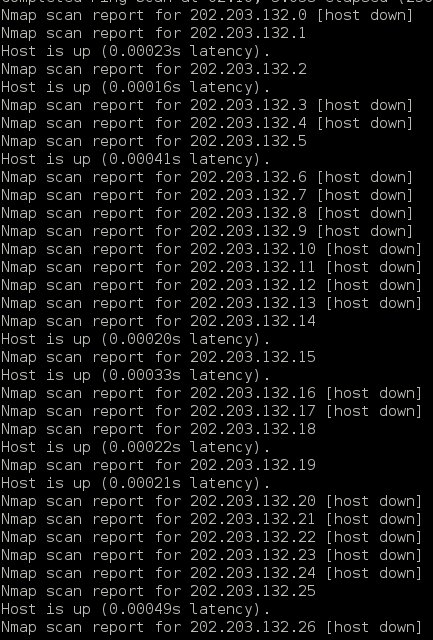 Nmap scan report for 202.203.132.0 [host down]
Nmap scan report for 202.203.132.1
Host is up (0.00023s latency).
Nmap scan report for 202.203.132.2
Host is up (0.00016s latency).
Nmap scan report for 202.203.132.3 [host down]
Nmap scan report for 202.203.132.4 [host down]
Nmap scan report for 202.203.132.5
Host is up (0.00041s latency).
Nmap scan report for 202.203.132.6 [host down]
Nmap scan report for 202.203.132.7 [host down]
Nmap scan report for 202.203.132.8 [host down]
Nmap scan report for 202.203.132.9 [host down]
Nmap scan report for 202.203.132.10 [host down]
Nmap scan report for 202.203.132.11 [host down]
Nmap scan report for 202.203.132.12 [host down]
Nmap scan report for 202.203.132.13 [host down]
Nmap scan report for 202.203.132.14
Host is up (0.00020s latency).
Nmap scan report for 202.203.132.15
Host is up (0.00033s latency).
Nmap scan report for 202.203.132.16 [host down]
Nmap scan report for 202.203.132.17 [host down]
Nmap scan report for 202.203.132.18
Host is up (0.00022s latency).
Nmap scan report for 202.203.132.19
Host is up (0.00021s latency).
Nmap scan report for 202.203.132.20 [host down]
Nmap scan report for 202.203.132.21 [host down]
Nmap scan report for 202.203.132.22 [host down]
Nmap scan report for 202.203.132.23 [host down]
Nmap scan report for 202.203.132.24 [host down]
Nmap scan report for 202.203.132.25
Host is up (0.00049s latency).
Nmap scan report for 202.203.132.26 [host down]